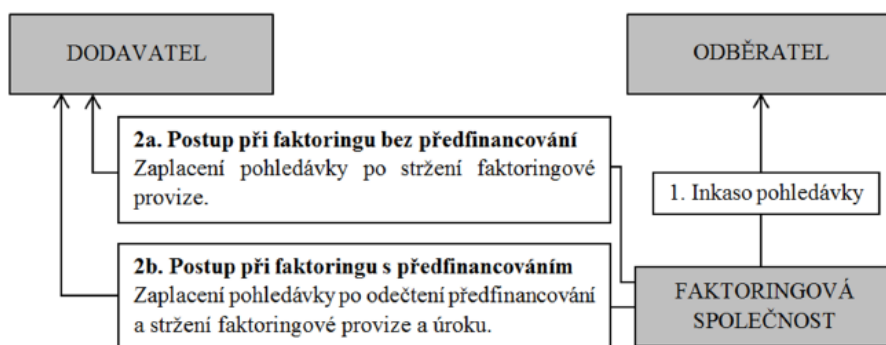 DODAVATEL
ODBĚRATEL
2a. Postup při faktoringu bez předfinancování
Zaplacení pohledávky po stržení faktoringové
provize.
1. Inkaso pohledávky
2b. Postup při faktoringu s předfinancováním
Zaplacení pohledávky po odečtení předfinancování
a stržení faktoringové provize a úroku.
FAKTORINGOVÁ
SPOLEČNOST